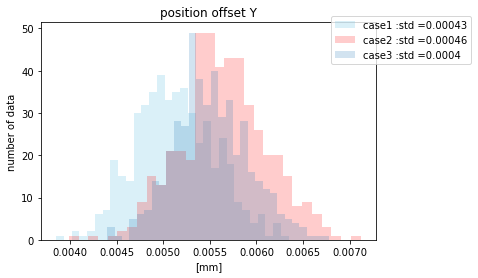 position offset Y
case1 :std =0.00043
case2 :std =0.00046
case3 :std =0.0004
number of data
50
40
30
20
10
0
0.0040 0.0045 0.0050 0.0055 0.0060 0.0065 0.0070
[mm]